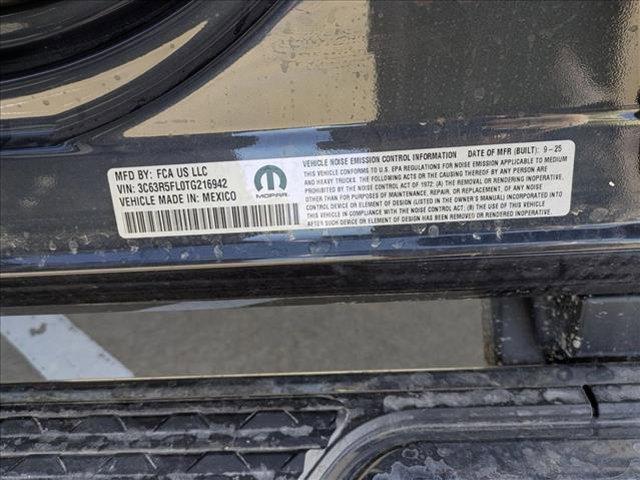 MFD BY: FCA US LLC
VIN: 3C63R5FL0TG216942
VEHICLE MADE IN: MEXICO
MOPAR
VEHICLE NOISE EMISSION CONTROL INFORMATION DATE OF MFR (BUILT): 9-25
THIS VEHICLE CONFORMS TO U.S. EPA REGULATIONS FOR NOISE EMISSION APPLICABLE TO MEDIUM
AND HEAVY TRUCKS. THE FOLLOWING ACTS OR THE CAUSING THEREOF BY ANY PERSON ARE
PROHIBITED BY THE NOISE CONTROL ACT OF 1972: (A) THE REMOVAL OR RENDERING INOPERATIVE,
OTHER THAN FOR PURPOSES OF MAINTENANCE, REPAIR, OR REPLACEMENT, OF ANY NOISE
CONTROL DEVICE OR ELEMENT OF DESIGN (LISTED IN THE OWNER'S MANUAL) INCORPORATED INTO
THIS VEHICLE IN COMPLIANCE WITH THE NOISE CONTROL ACT; (B) THE USE OF THIS VEHICLE
AFTER SUCH DEVICE OR ELEMENT OF DESIGN HAS BEEN REMOVED OR RENDERED INOPERATIVE.